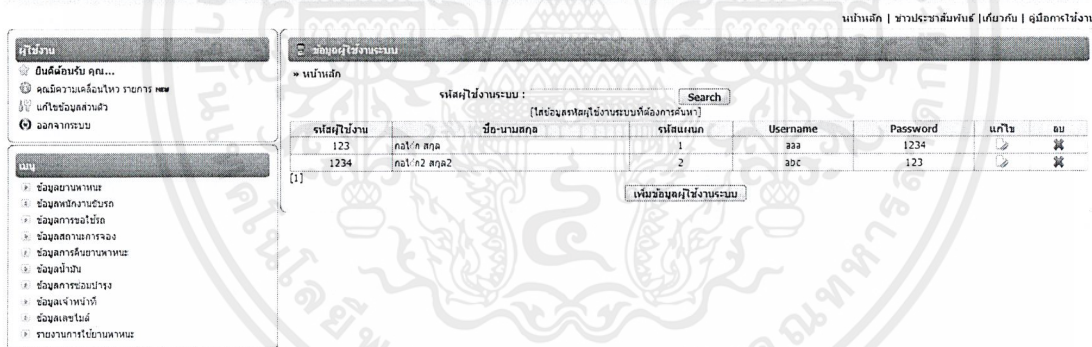 หน้าหลัก | ข่าวประชาสัมพันธ์ |เกี่ยวกับ | คู่มือการใช้งาน
ผู้ใช้งาน
ยินดีต้อนรับ คุณ...
คุณมีความเคลื่อนไหว รายการ NEW
แก้ไขข้อมูลส่วนตัว
ออกจากระบบ
เมนู
ข้อมูลยานพาหนะ
ข้อมูลพนักงานขับรถ
ข้อมูลการขอใช้รถ
ข้อมูลสถานะการจอง
ข้อมูลการคืนยานพาหนะ
ข้อมูลน้ำมัน
ข้อมูลการซ่อมบำรุง
ข้อมูลเจ้าหน้าที่
ข้อมูลเลขไมล์
รายงานการใช้ยานพาหนะ
ข้อมูลผู้ใช้งานระบบ
» หน้าหลัก
รหัสผู้ใช้งานระบบ : Search
[ใส่ข้อมูลรหัสผู้ใช้งานระบบที่ต้องการค้นหา]
รหัสผู้ใช้งาน ชื่อ-นามสกุล รหัสแผนก Username Password แก้ไข ลบ
123 สกุล 1 aaa 1234
1234 สกุล2 2 abc 123
[1]
เพิ่มข้อมูลผู้ใช้งานระบบ